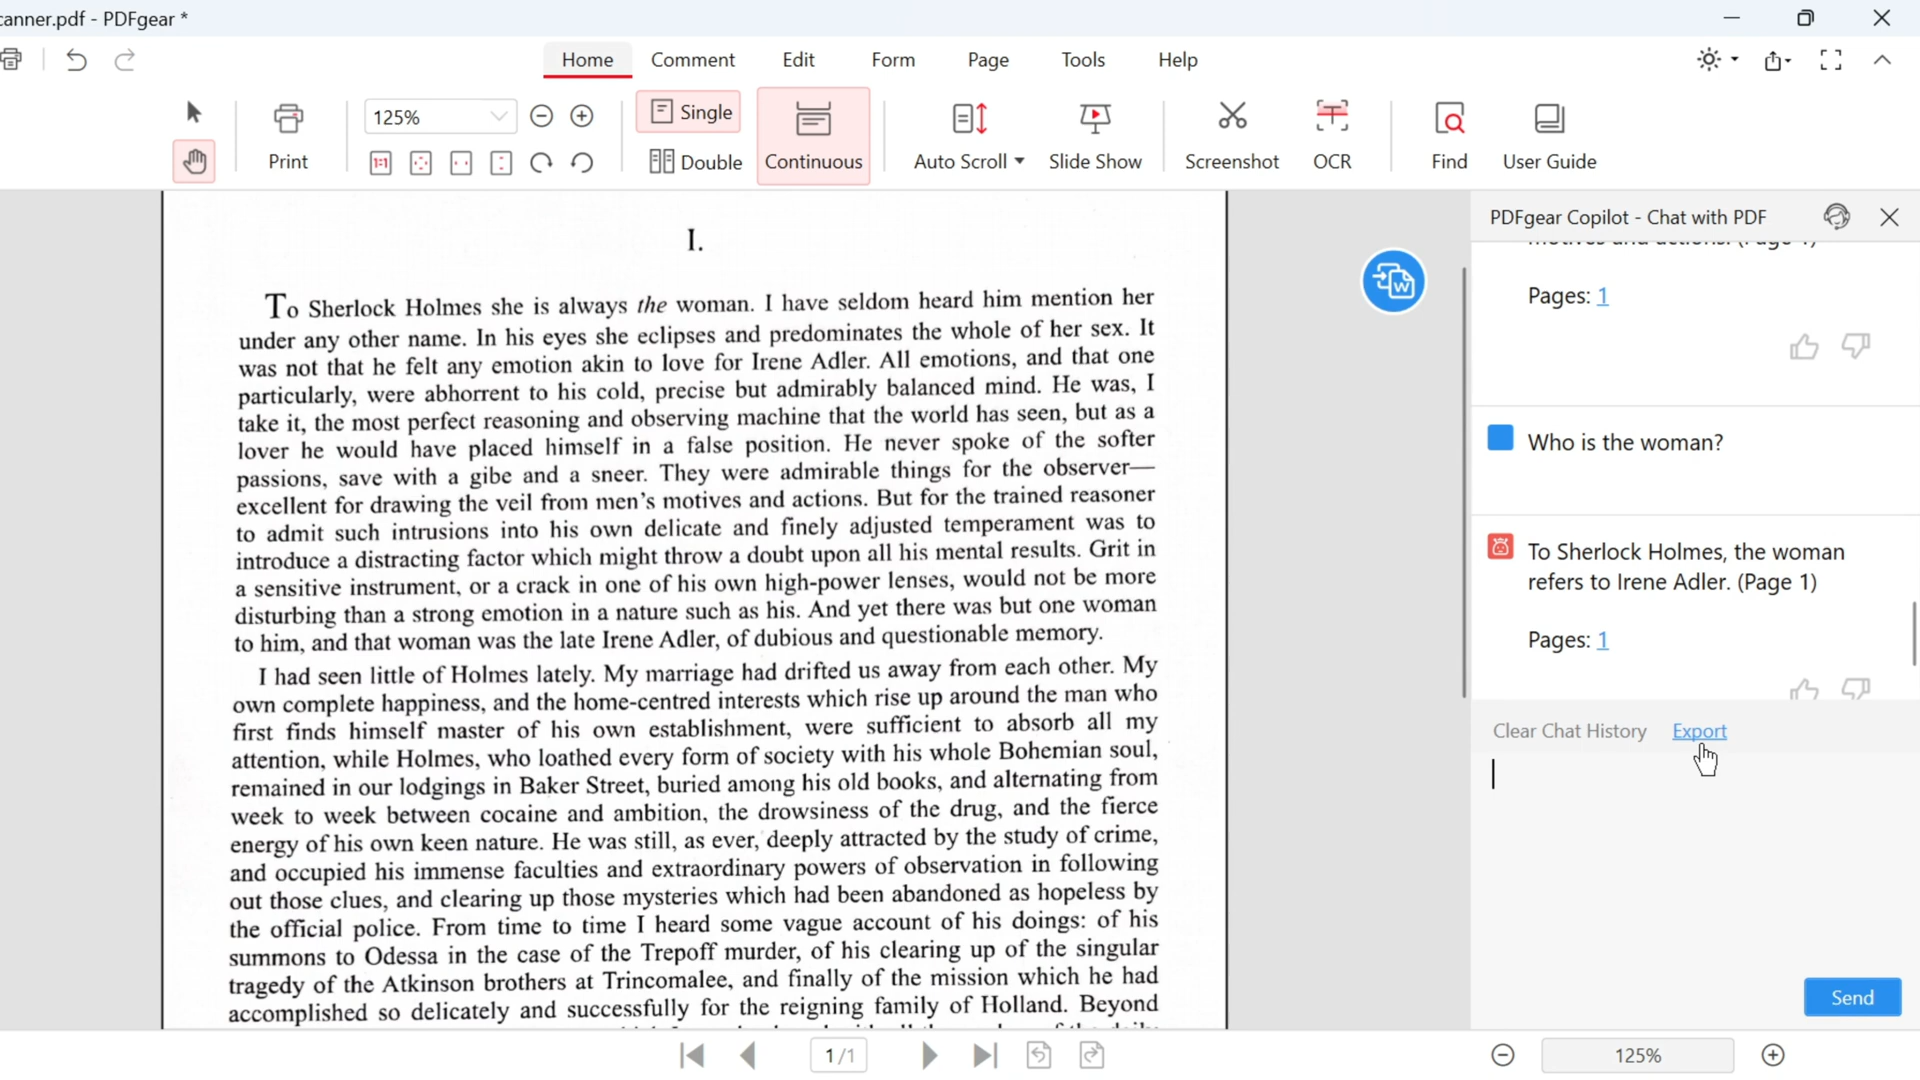 canner.pdf - PDFgear *
Home Comment Edit Form Page Tools Help
125%
Single
Double
Continuous
1:1
Print
Auto Scroll
Slide Show
Screenshot
OCR
Find
User Guide
I.
To Sherlock Holmes she is always the woman. I have seldom heard him mention her
under any other name. In his eyes she eclipses and predominates the whole of her sex. It
was not that he felt any emotion akin to love for Irene Adler. All emotions, and that one
particularly, were abhorrent to his cold, precise but admirably balanced mind. He was, I
take it, the most perfect reasoning and observing machine that the world has seen, but as a
lover he would have placed himself in a false position. He never spoke of the softer
passions, save with a gibe and a sneer. They were admirable things for the observer—
excellent for drawing the veil from men's motives and actions. But for the trained reasoner
to admit such intrusions into his own delicate and finely adjusted temperament was to
introduce a distracting factor which might throw a doubt upon all his mental results. Grit in
a sensitive instrument, or a crack in one of his own high-power lenses, would not be more
disturbing than a strong emotion in a nature such as his. And yet there was but one woman
to him, and that woman was the late Irene Adler, of dubious and questionable memory.
I had seen little of Holmes lately. My marriage had drifted us away from each other. My
own complete happiness, and the home-centred interests which rise up around the man who
first finds himself master of his own establishment, were sufficient to absorb all my
attention, while Holmes, who loathed every form of society with his whole Bohemian soul,
remained in our lodgings in Baker Street, buried among his old books, and alternating from
week to week between cocaine and ambition, the drowsiness of the drug, and the fierce
energy of his own keen nature. He was still, as ever, deeply attracted by the study of crime,
and occupied his immense faculties and extraordinary powers of observation in following
out those clues, and clearing up those mysteries which had been abandoned as hopeless by
the official police. From time to time I heard some vague account of his doings: of his
summons to Odessa in the case of the Trepoff murder, of his clearing up of the singular
tragedy of the Atkinson brothers at Trincomalee, and finally of the mission which he had
accomplished so delicately and successfully for the reigning family of Holland. Beyond
PDFgear Copilot - Chat with PDF
Pages: 1
Who is the woman?
To Sherlock Holmes, the woman
refers to Irene Adler. (Page 1)
Pages: 1
Clear Chat History Export
Send
1 /1
125%